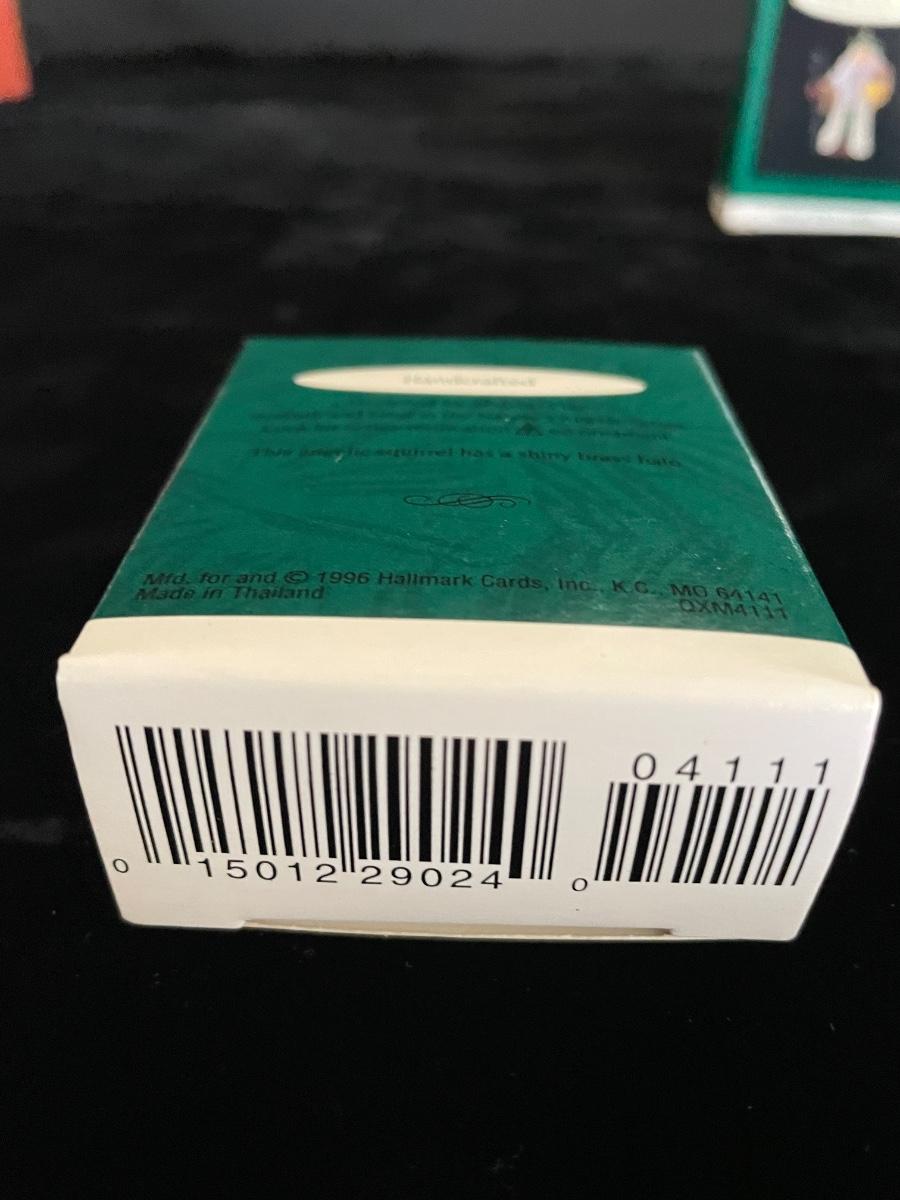 Handcrafted
This angelic squirrel has a shiny brass halo.
Mfd. for and © 1996 Hallmark Cards, Inc., K.C., MO 64141
Made in Thailand
QXM4111
04111
0 15012 29024 0